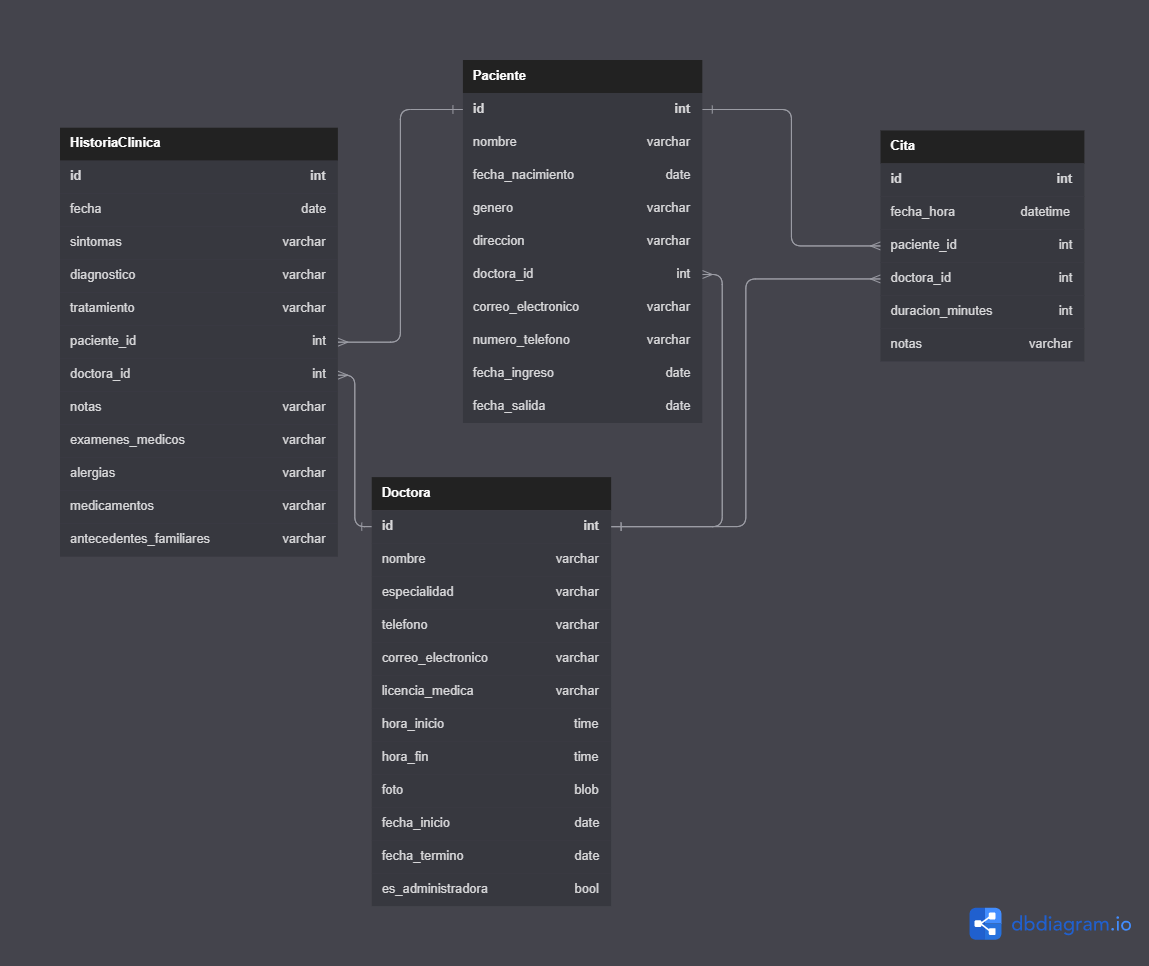 Paciente
id int
nombre varchar
fecha_nacimiento date
genero varchar
direccion varchar
doctora_id int
correo_electronico varchar
numero_telefono varchar
fecha_ingreso date
fecha_salida date
HistoriaClinica
id int
fecha date
sintomas varchar
diagnostico varchar
tratamiento varchar
paciente_id int
doctora_id int
notas varchar
examenes_medicos varchar
alergias varchar
medicamentos varchar
antecedentes_familiares varchar
Cita
id int
fecha_hora datetime
paciente_id int
doctora_id int
duracion_minutes int
notas varchar
Doctora
id int
nombre varchar
especialidad varchar
telefono varchar
correo_electronico varchar
licencia_medica varchar
hora_inicio time
hora_fin time
foto blob
fecha_inicio date
fecha_termino date
es_administradora bool
dbdiagram.io